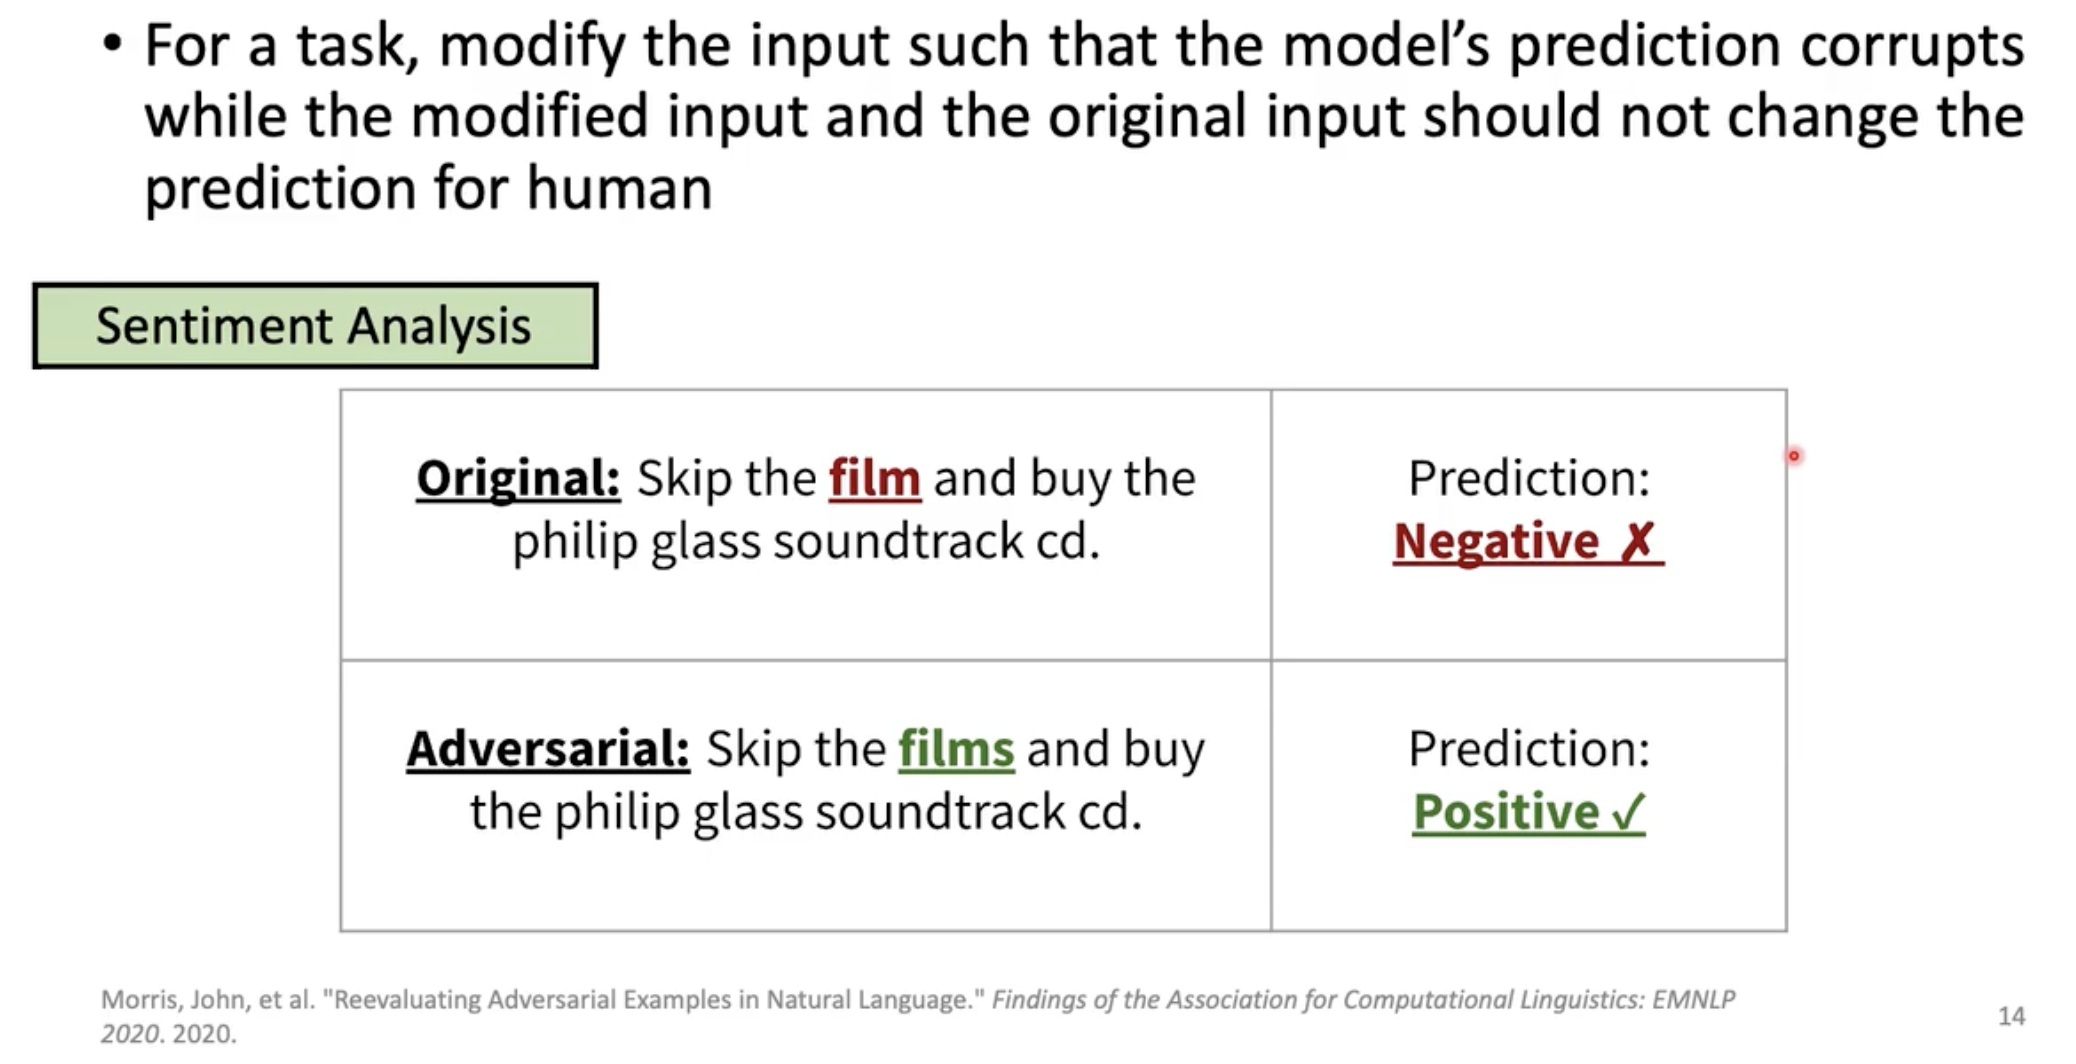 • For a task, modify the input such that the model’s prediction corrupts
while the modified input and the original input should not change the
prediction for human
Sentiment Analysis
Original: Skip the film and buy the
philip glass soundtrack cd.
Prediction:
Negative ✗
Adversarial: Skip the films and buy
the philip glass soundtrack cd.
Prediction:
Positive ✓
Morris, John, et al. "Reevaluating Adversarial Examples in Natural Language." Findings of the Association for Computational Linguistics: EMNLP
2020. 2020.
14